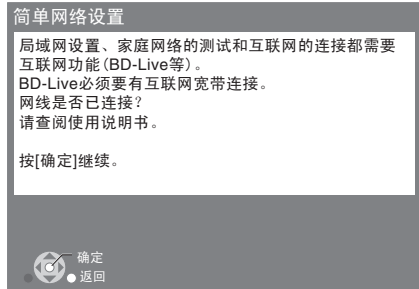 简单网络设置
局域网设置、家庭网络的测试和互联网的连接都需要
互联网功能(BD-Live等)。
BD-Live必须要有互联网宽带连接。
网线是否已连接?
请查阅使用说明书。
按[确定]继续。
确定
返回